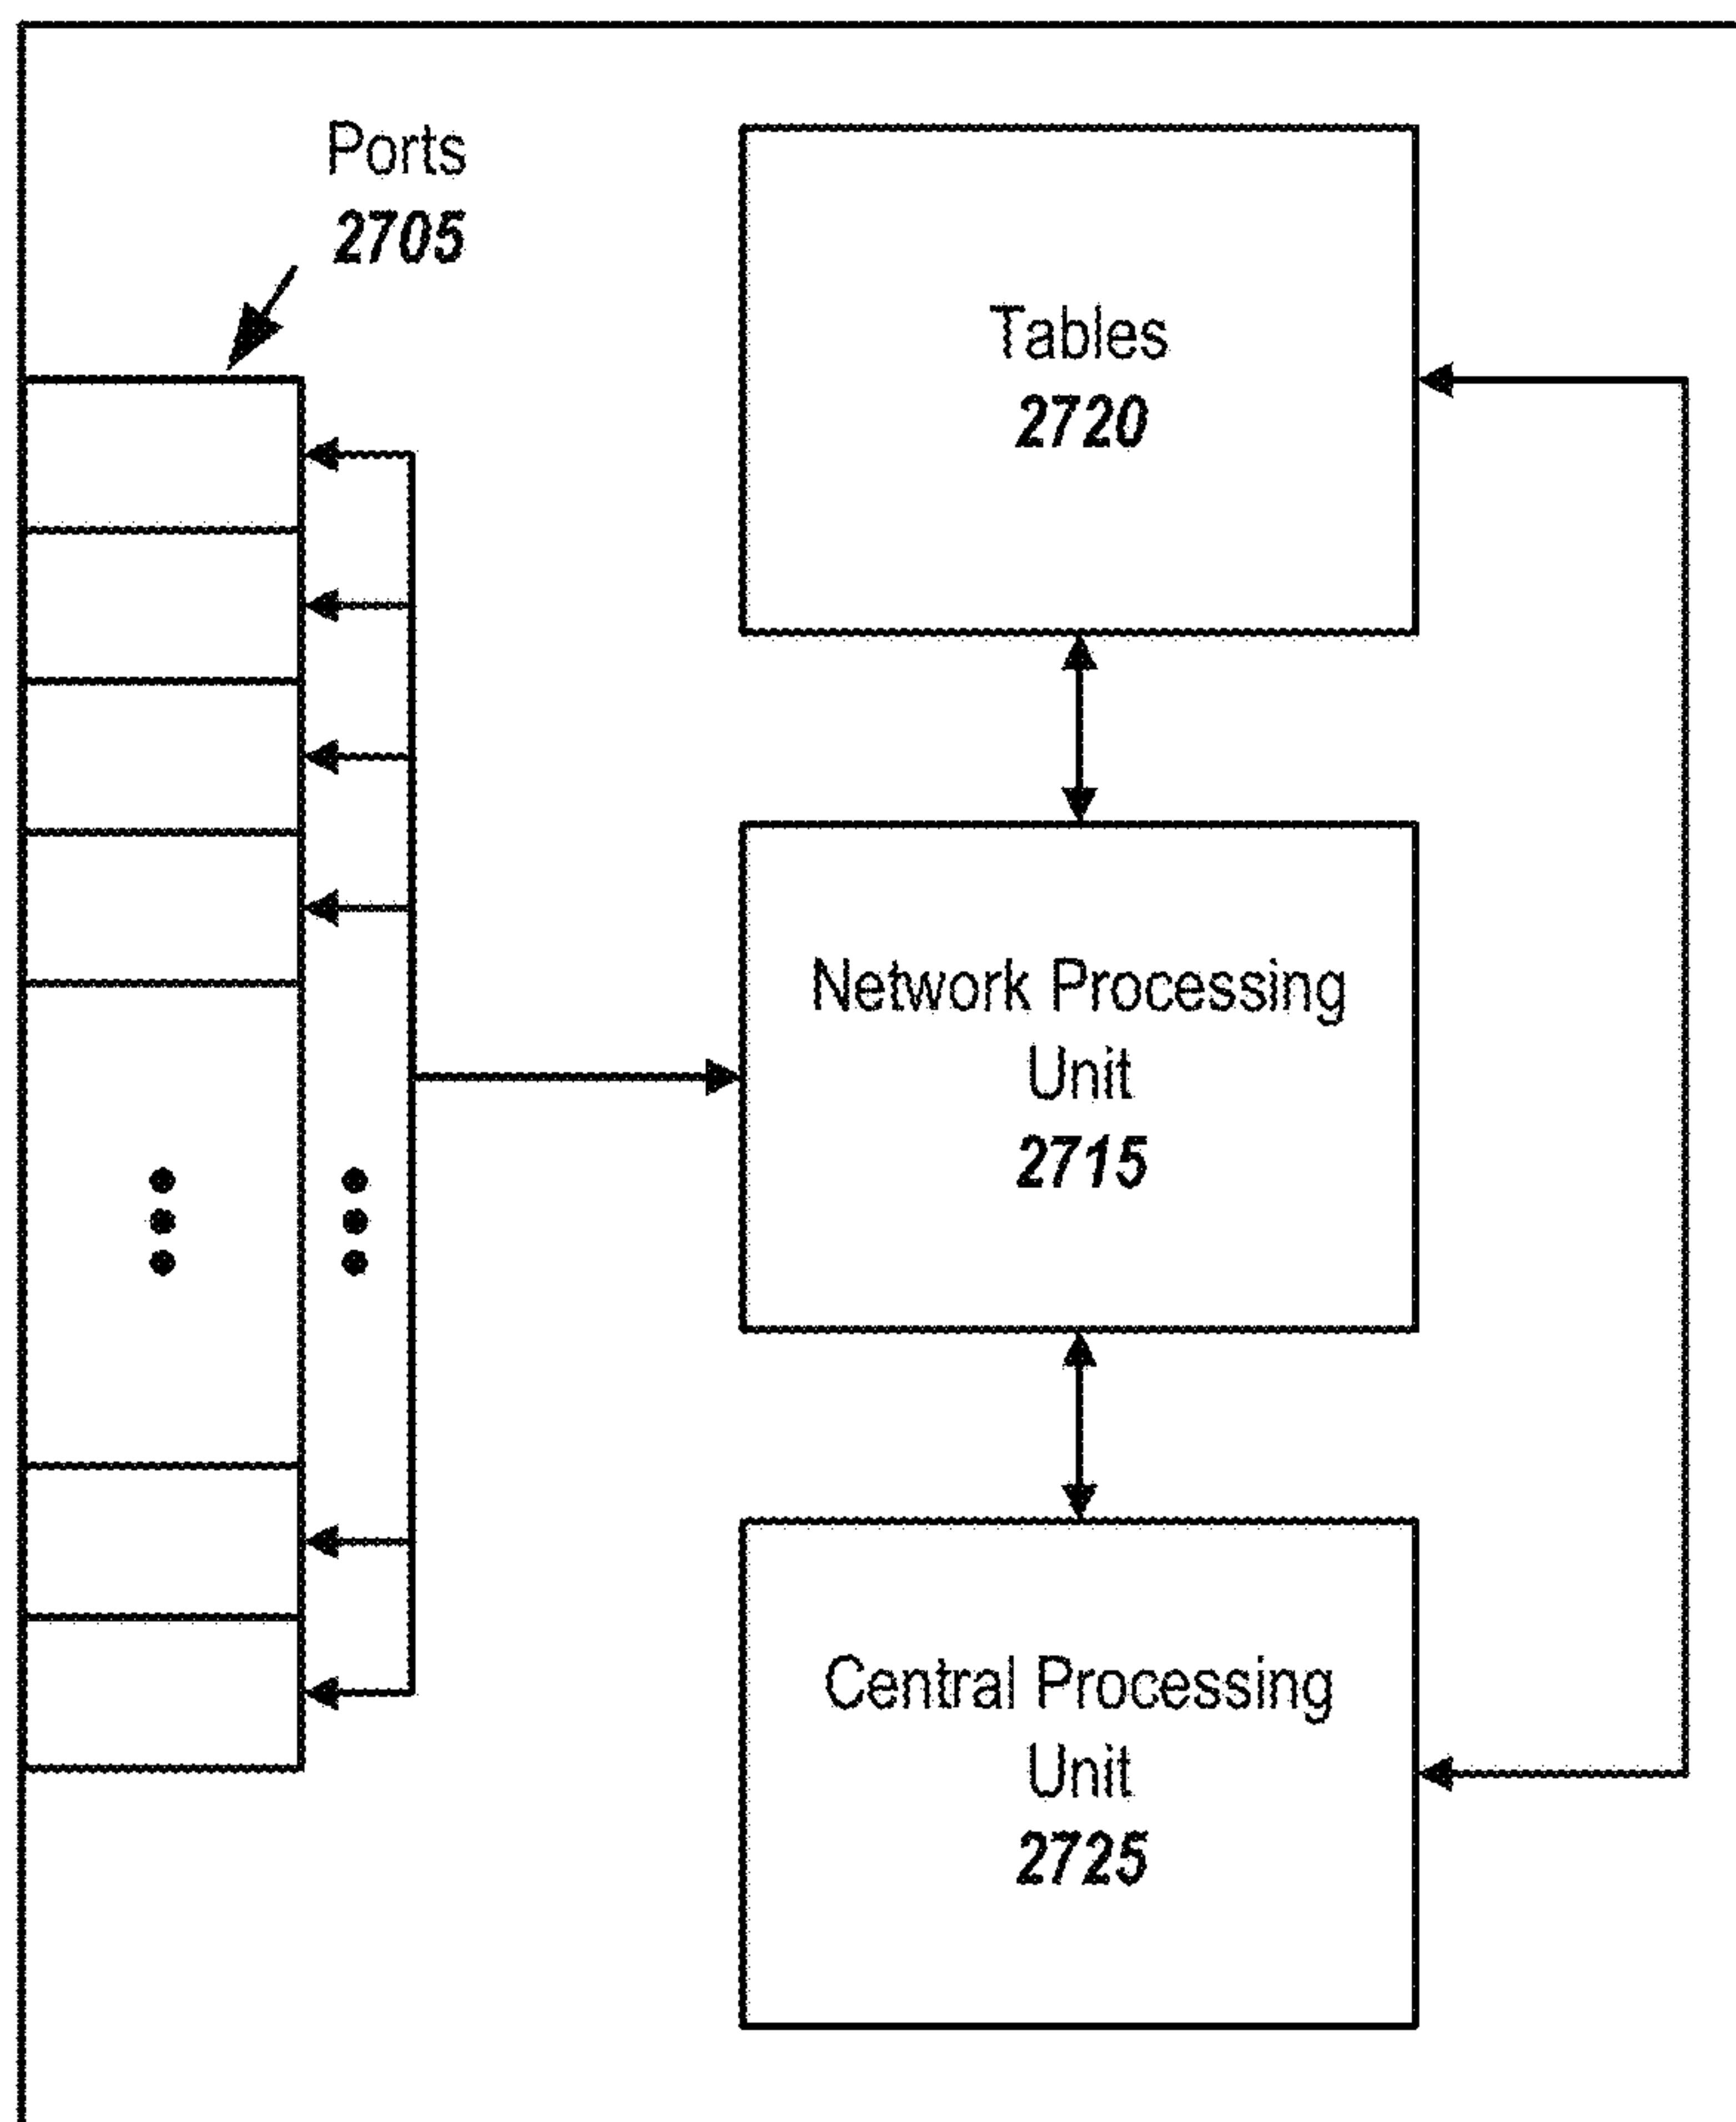 Ports
2705
Tables
2720
Network Processing
Unit
2715
Central Processing
Unit
2725